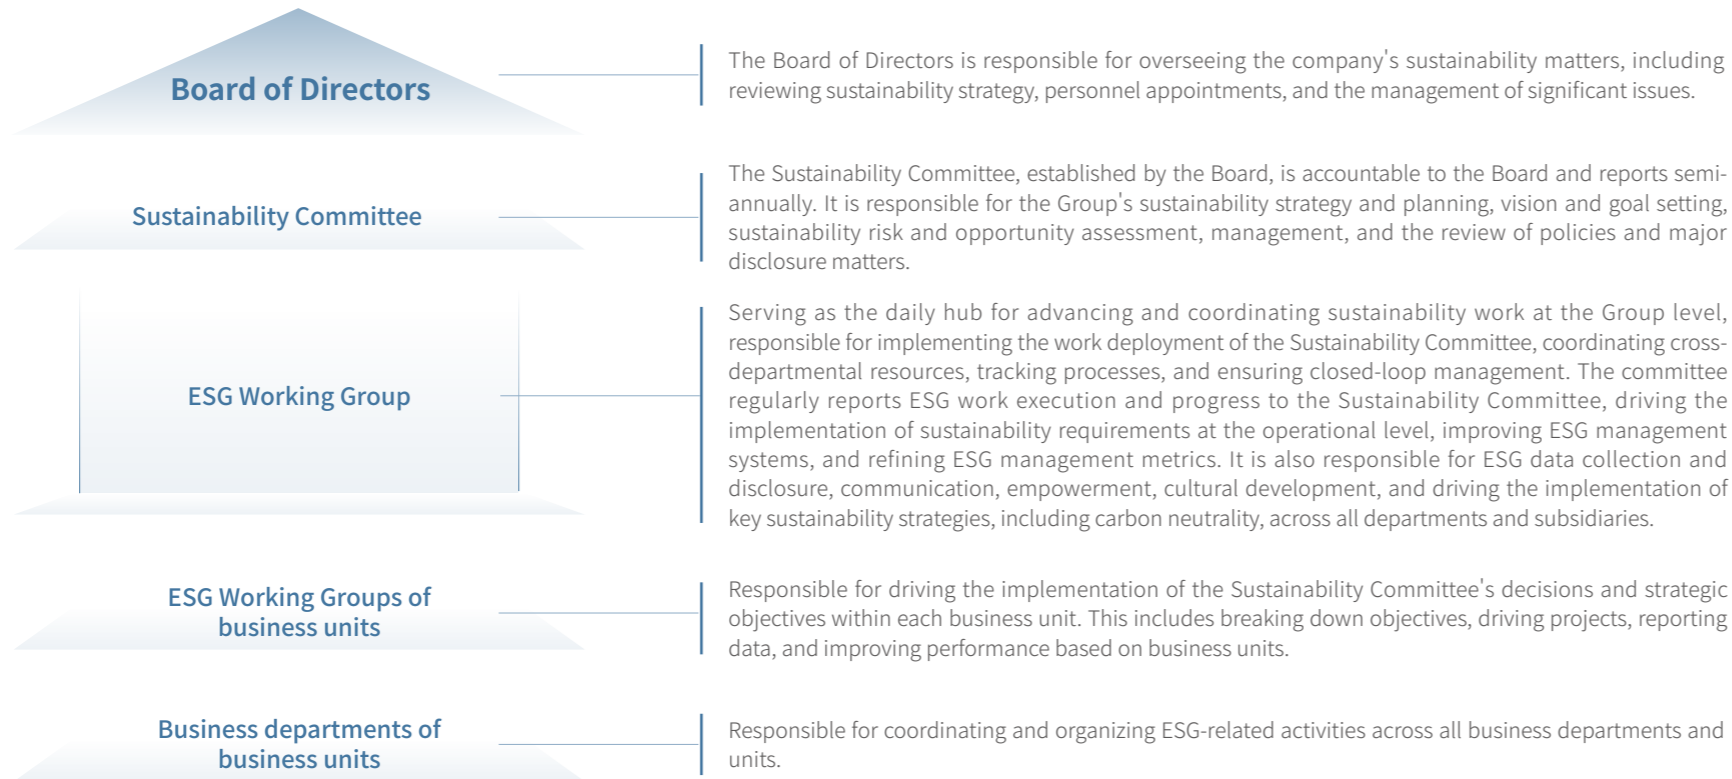 Board of Directors
The Board of Directors is responsible for overseeing the company's sustainability matters, including
reviewing sustainability strategy, personnel appointments, and the management of significant issues.
Sustainability Committee
The Sustainability Committee, established by the Board, is accountable to the Board and reports semi-
annually. It is responsible for the Group's sustainability strategy and planning, vision and goal setting,
sustainability risk and opportunity assessment, management, and the review of policies and major
disclosure matters.
ESG Working Group
Serving as the daily hub for advancing and coordinating sustainability work at the Group level,
responsible for implementing the work deployment of the Sustainability Committee, coordinating cross-
departmental resources, tracking processes, and ensuring closed-loop management. The committee
regularly reports ESG work execution and progress to the Sustainability Committee, driving the
implementation of sustainability requirements at the operational level, improving ESG management
systems, and refining ESG management metrics. It is also responsible for ESG data collection and
disclosure, communication, empowerment, cultural development, and driving the implementation of
key sustainability strategies, including carbon neutrality, across all departments and subsidiaries.
ESG Working Groups of
business units
Responsible for driving the implementation of the Sustainability Committee's decisions and strategic
objectives within each business unit. This includes breaking down objectives, driving projects, reporting
data, and improving performance based on business units.
Business departments of
business units
Responsible for coordinating and organizing ESG-related activities across all business departments and
units.